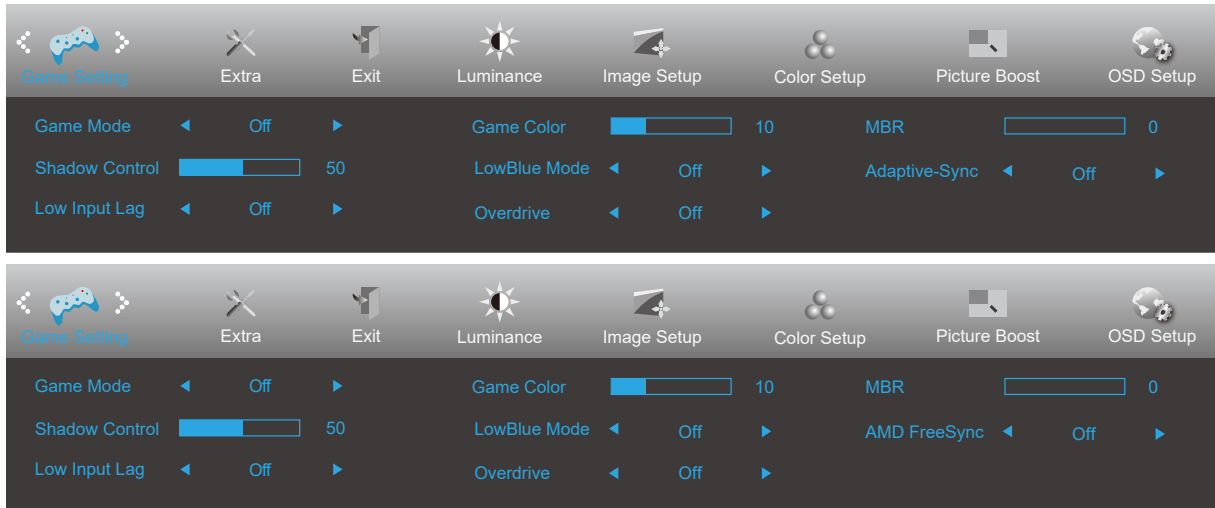 Game Setting Extra Exit Luminance Image Setup Color Setup Picture Boost OSD Setup
Game Mode Off Game Color 10 MBR 0
Shadow Control 50 LowBlue Mode Off Adaptive-Sync Off
Low Input Lag Off Overdrive Off
Game Setting Extra Exit Luminance Image Setup Color Setup Picture Boost OSD Setup
Game Mode Off Game Color 10 MBR 0
Shadow Control 50 LowBlue Mode Off AMD FreeSync Off
Low Input Lag Off Overdrive Off